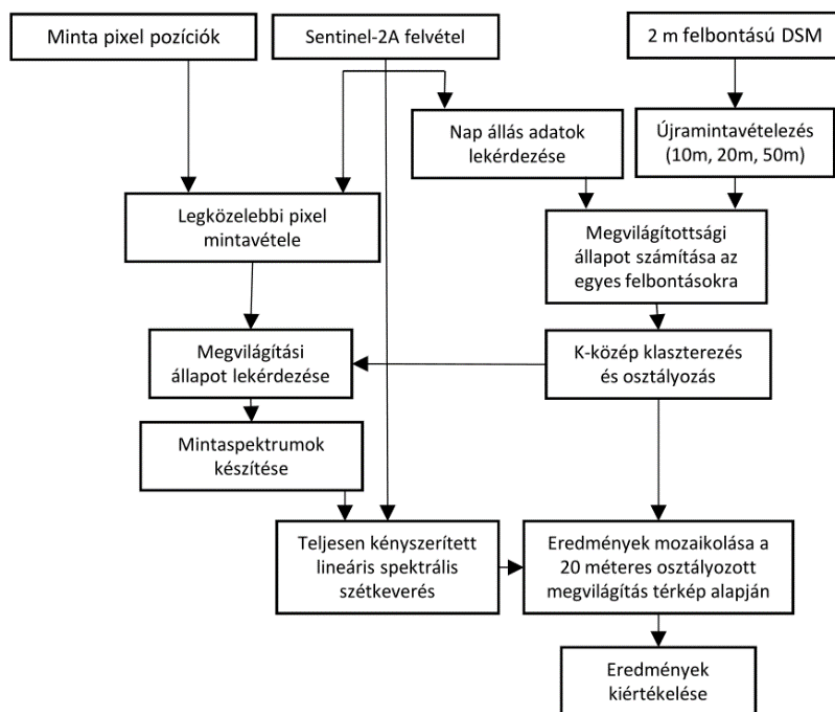 Minta pixel pozíciók
Sentinel-2A felvétel
2 m felbontású DSM
Nap állás adatok
lekérdezése
Újramintavételezés
(10m, 20m, 50m)
Legközelebbi pixel
mintavétele
Megvilágítottsági
állapot számítása az
egyes felbontásokra
Megvilágítási
állapot lekérdezése
K-közép klaszterezés
és osztályozás
Mintaspektrumok
készítése
Teljesen kényszerített
lineáris spektrális
szétkeverés
Eredmények mozaikolása a
20 méteres osztályozott
megvilágítás térkép alapján
Eredmények
kiértékelése